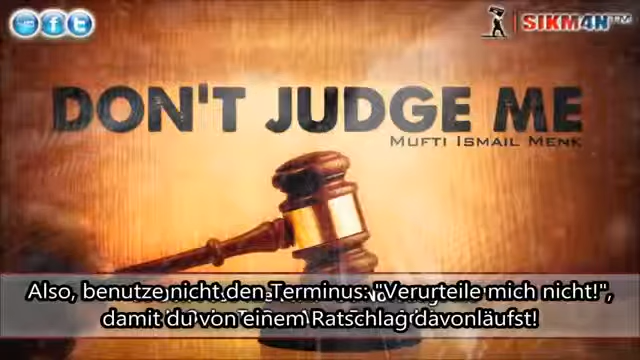 SIKM4N™
DON'T JUDGE ME
MUFTI ISMAIL MENK
Also, benutze nicht den Terminus: "Verurteile mich nicht!",
damit du von einem Ratschlag davonläufst!